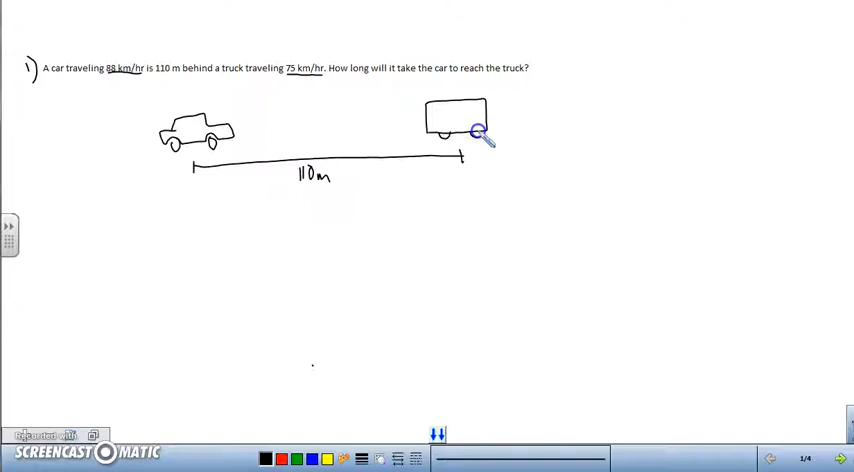 1) A car traveling 88 km/hr is 110 m behind a truck traveling 75 km/hr. How long will it take the car to reach the truck?
110m
Recorded with
SCREENCAST MATIC
1/4